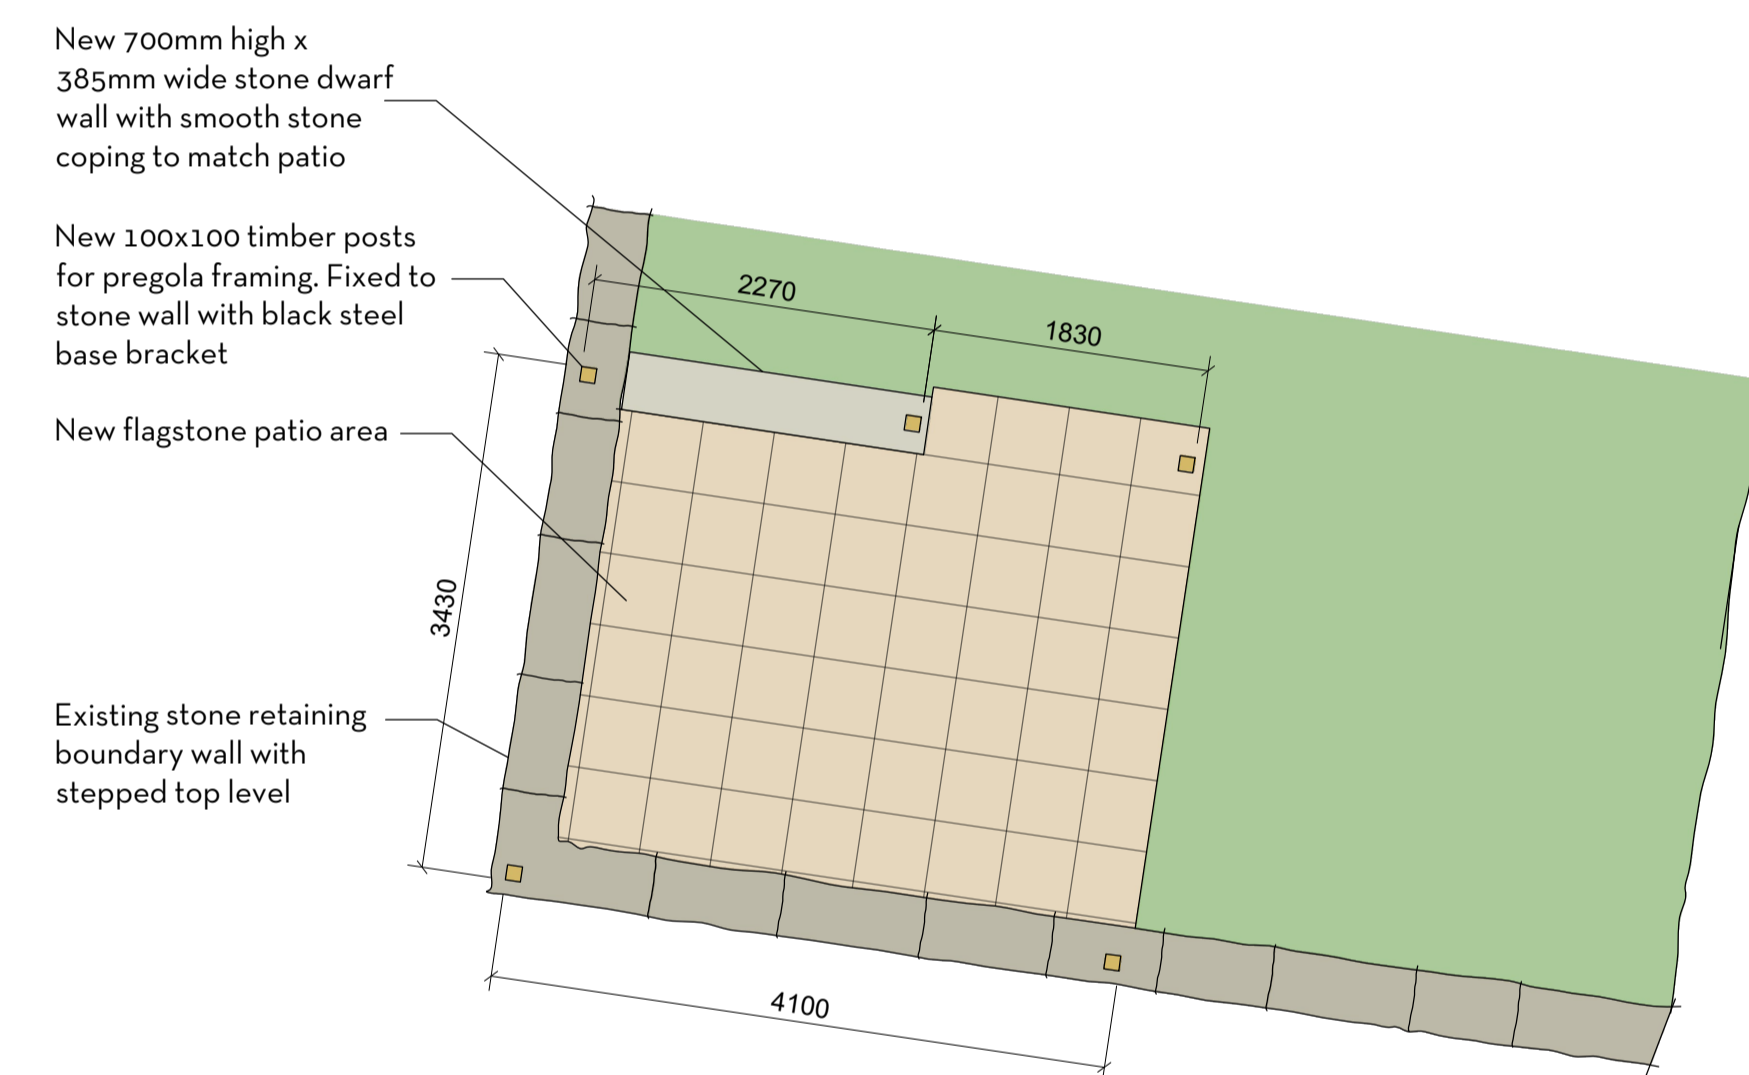 New 700mm high x
385mm wide stone dwarf
wall with smooth stone
coping to match patio
New 100x100 timber posts
for pregola framing. Fixed to
stone wall with black steel
base bracket
New flagstone patio area
Existing stone retaining
boundary wall with
stepped top level
2270
1830
3430
4100